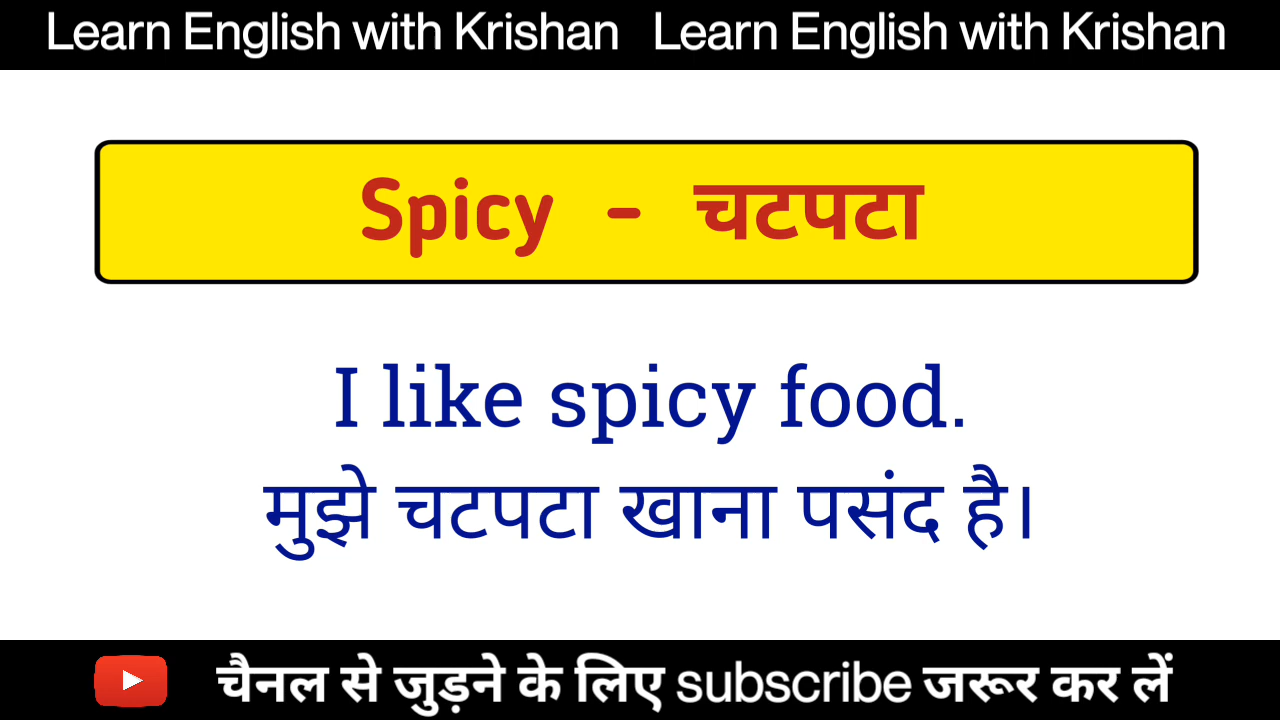 Learn English with Krishan Learn English with Krishan
Spicy - चटपटा
I like spicy food.
मुझे चटपटा खाना पसंद है।
चैनल से जुड़ने के लिए subscribe जरूर कर लें